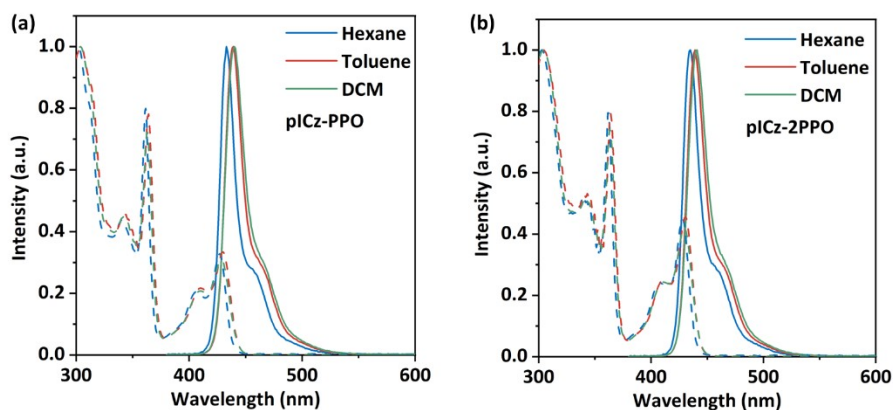 (a)
Hexane
Toluene
DCM
pICz-PPO
Intensity (a.u.)
1.0
0.8
0.6
0.4
0.2
0.0
300 400 500 600
Wavelength (nm)
(b)
Hexane
Toluene
DCM
pICz-2PPO
Intensity (a.u.)
1.0
0.8
0.6
0.4
0.2
0.0
300 400 500 600
Wavelength (nm)